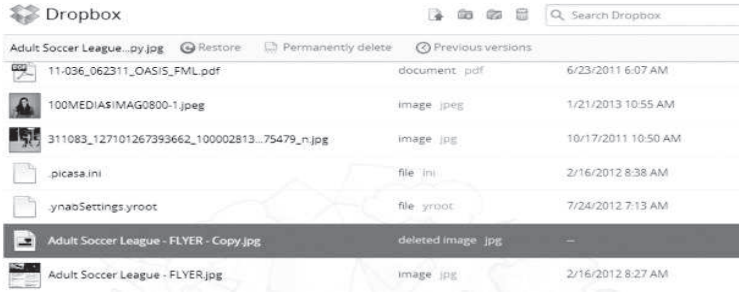 Dropbox Search Dropbox
Adult Soccer League...py.jpg Restore Permanently delete Previous versions
11-036_062311_OASIS_FML.pdf document pdf 6/23/2011 6:07 AM
100MEDIA$IMAG0800-1.jpeg image jpeg 1/21/2013 10:55 AM
311083_127101267393662_100002813...75479_n.jpg image jpg 10/17/2011 10:50 AM
.picasa.ini file ini 2/16/2012 8:38 AM
.ynabSettings.yroot file yroot 7/24/2012 7:13 AM
Adult Soccer League - FLYER - Copy.jpg deleted image jpg --
Adult Soccer League - FLYER.jpg image jpg 2/16/2012 8:27 AM